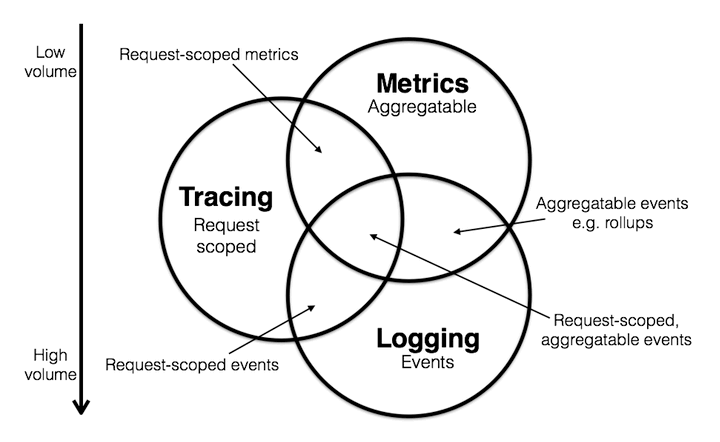 Low
volume
Request-scoped metrics
Metrics
Aggregatable
Tracing
Request
scoped
Aggregatable events
e.g. rollups
Request-scoped,
aggregatable events
Logging
Events
Request-scoped events
High
volume